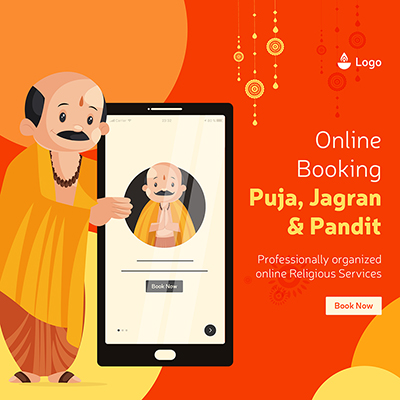 Logo
Online
Booking
Puja, Jagran
& Pandit
Professionally organized
online Religious Services
Book Now
Book Now